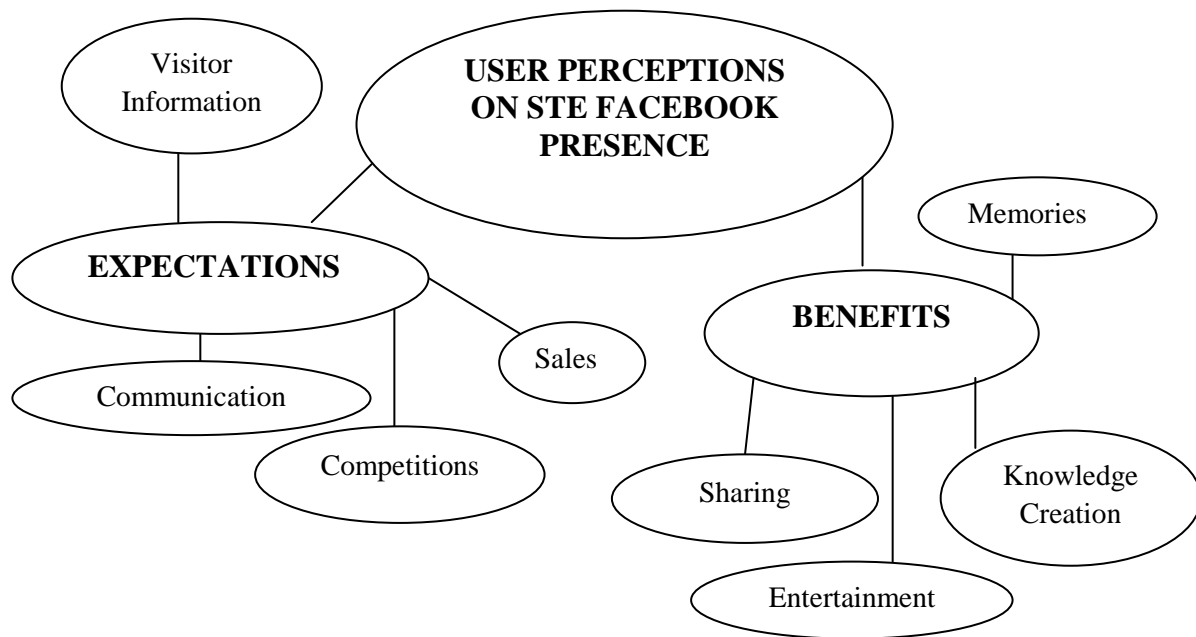 Visitor
Information
USER PERCEPTIONS
ON STE FACEBOOK
PRESENCE
Memories
EXPECTATIONS
BENEFITS
Sales
Communication
Competitions
Sharing
Knowledge
Creation
Entertainment